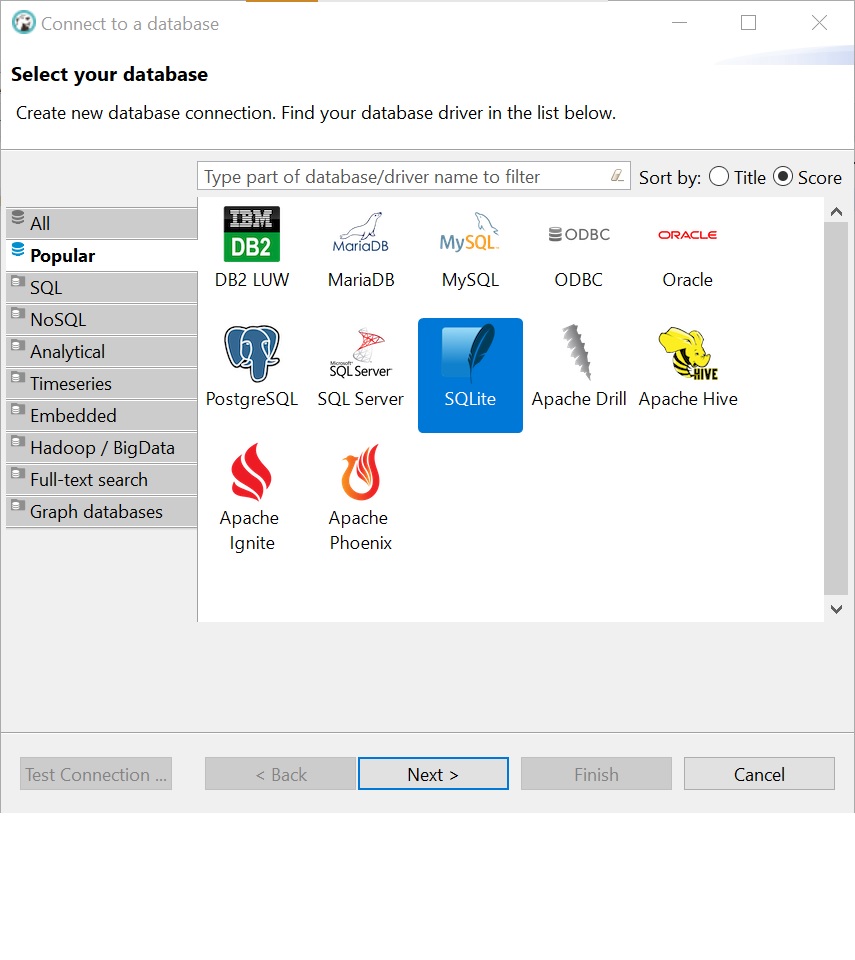 Connect to a database
Select your database
Create new database connection. Find your database driver in the list below.
Type part of database/driver name to filter
Sort by: Title Score
All
Popular
SQL
NoSQL
Analytical
Timeseries
Embedded
Hadoop / BigData
Full-text search
Graph databases
IBM
DB2
MariaDB
MySQL
ODBC
ORACLE
DB2 LUW
MariaDB
MySQL
ODBC
Oracle
Microsoft
SQL Server
HIVE
PostgreSQL
SQL Server
SQLite
Apache Drill
Apache Hive
Apache
Ignite
Apache
Phoenix
Test Connection ...
< Back
Next >
Finish
Cancel